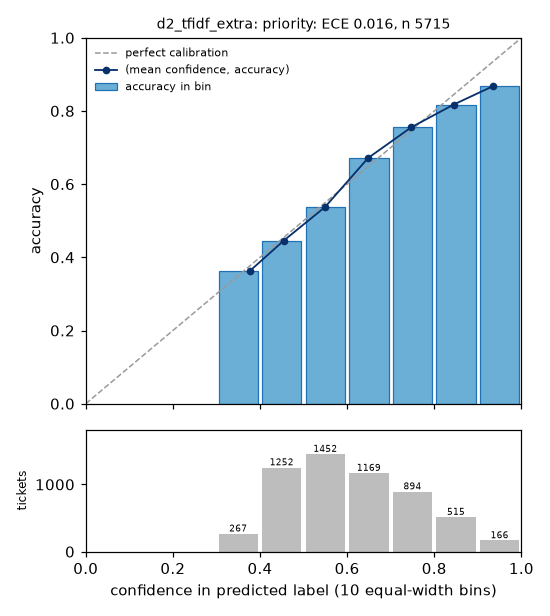 d2_tfidf_extra: priority: ECE 0.016, n 5715
perfect calibration
(mean confidence, accuracy)
accuracy in bin
1.0
0.8
0.6
0.4
0.2
0.0
accuracy
1000
0
tickets
267
1252
1452
1169
894
515
166
0.0 0.2 0.4 0.6 0.8 1.0
confidence in predicted label (10 equal-width bins)